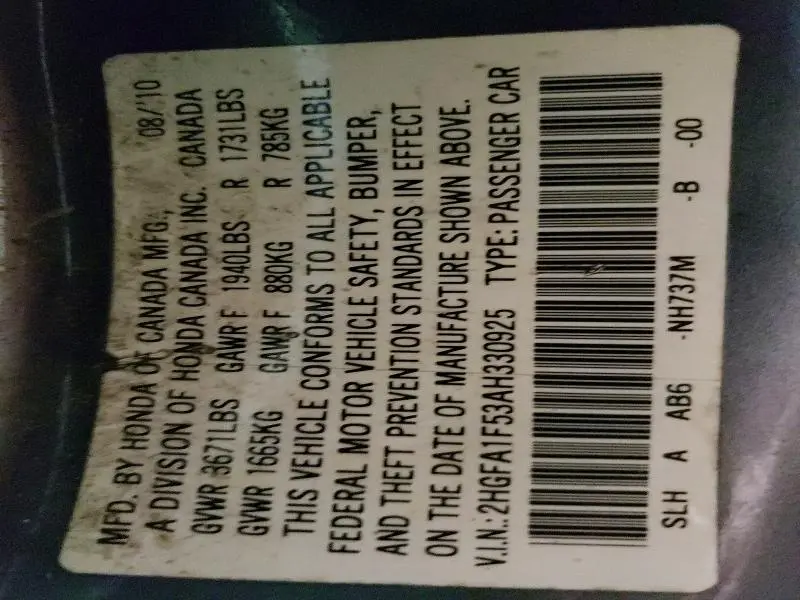 MFD. BY HONDA OF CANADA MFG., 08/'10
A DIVISION OF HONDA CANADA INC. CANADA
GVWR 3671LBS GAWR F 1940LBS R 1731LBS
GVWR 1665KG GAWR F 880KG R 785KG
THIS VEHICLE CONFORMS TO ALL APPLICABLE
FEDERAL MOTOR VEHICLE SAFETY, BUMPER,
AND THEFT PREVENTION STANDARDS IN EFFECT
ON THE DATE OF MANUFACTURE SHOWN ABOVE.
V.I.N.: 2HGFA1F53AH330925 TYPE: PASSENGER CAR
SLH A AB6 -NH737M -B -00